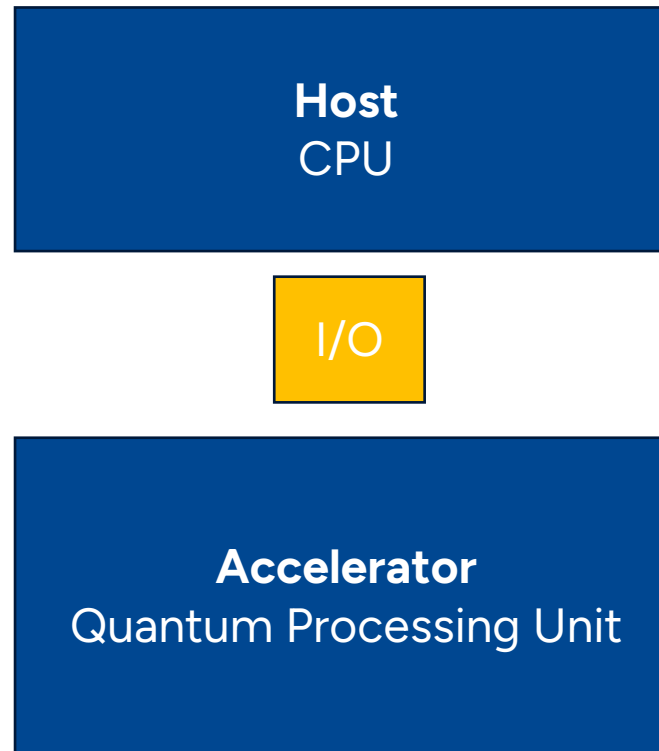 Host
CPU
I/O
Accelerator
Quantum Processing Unit